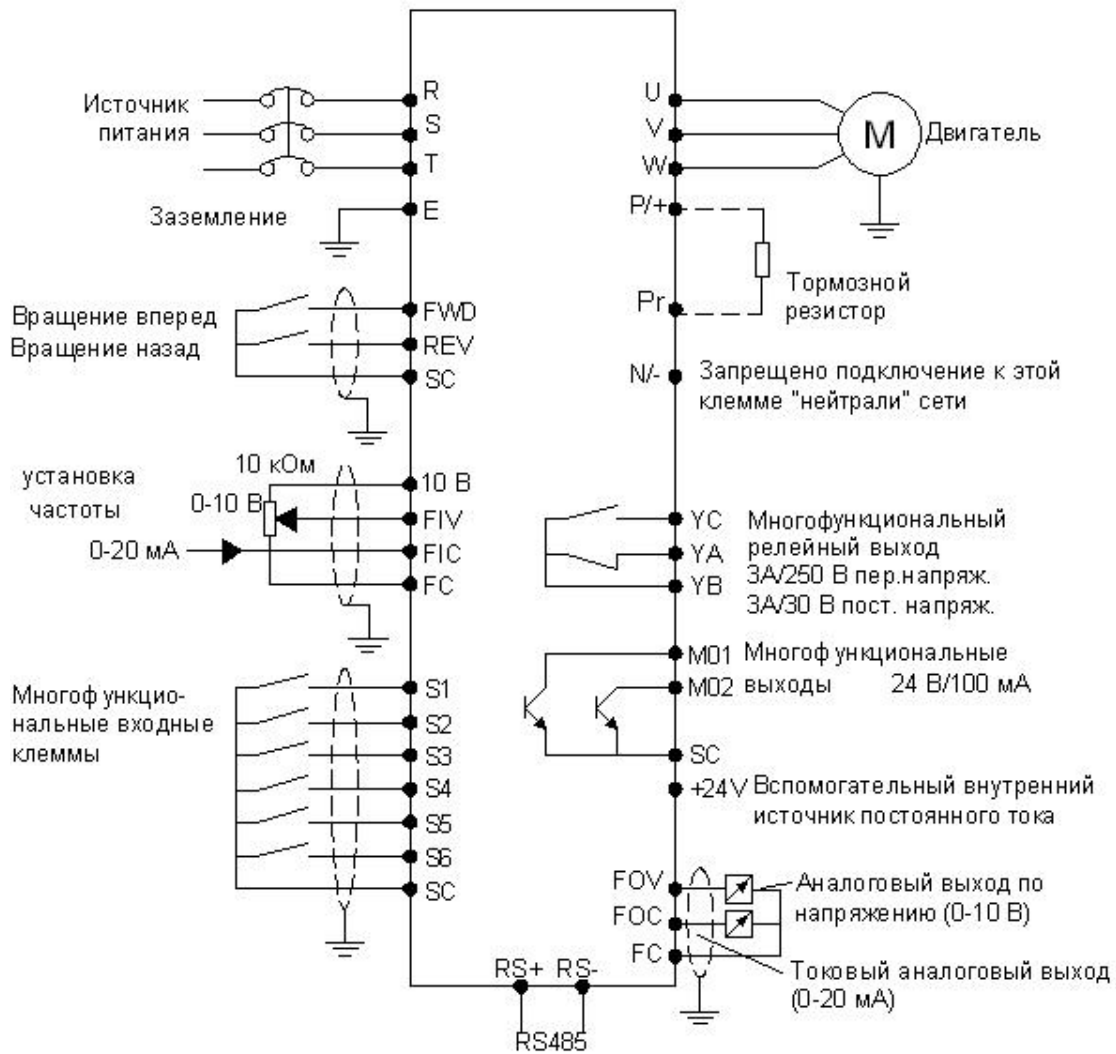 Источник
питания
R
S
T
Заземление
E
Вращение вперед
Вращение назад
FWD
REV
SC
установка
частоты
10 кОм
0-10 В
0-20 мА
10 В
FIV
FIC
FC
Многофункцио-
нальные входные
клеммы
S1
S2
S3
S4
S5
S6
SC
RS+ RS-
RS485
U
V
W
M
Двигатель
P/+
Pr
Тормозной
резистор
N/-
Запрещено подключение к этой
клемме "нейтрали" сети
YC
YA
YB
Многофункциональный
релейный выход
3А/250 В пер.напряж.
3А/30 В пост. напряж.
M01
M02
Многофункциональные
выходы 24 В/100 мА
SC
+24V
Вспомогательный внутренний
источник постоянного тока
FOV
FOC
FC
Аналоговый выход по
напряжению (0-10 В)
Токовый аналоговый выход
(0-20 мА)